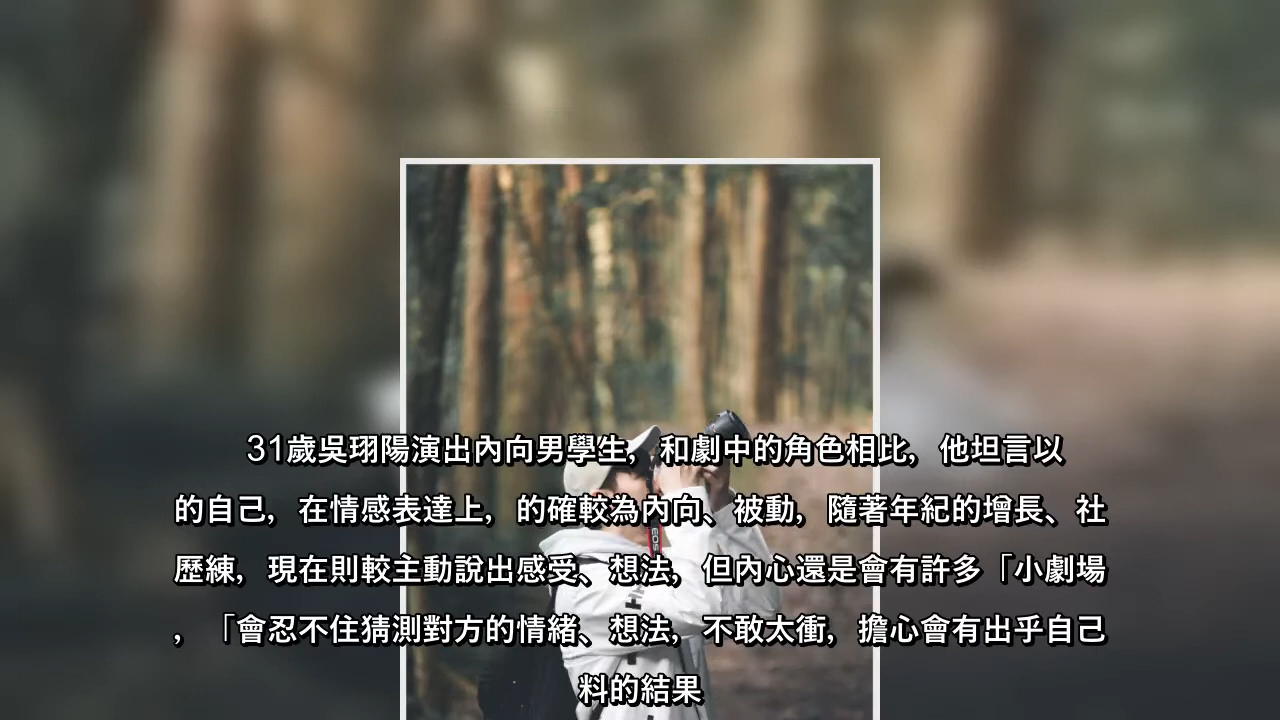 31歲吳珝陽演出內向男學生，和劇中的角色相比，他坦言以
的自己，在情感表達上，的確較為內向、被動，隨著年紀的增長、社
歷練，現在則較主動說出感受、想法，但內心還是會有許多「小劇場
，「會忍不住猜測對方的情緒、想法，不敢太衝，擔心會有出乎自己
料的結果
EOS